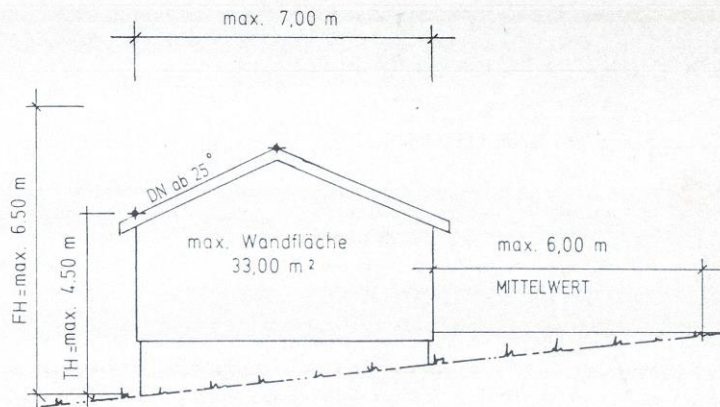 max. 7,00 m
FH=max. 6.50 m
TH=max. 4.50 m
DN ab 25°
max. Wandfläche
33,00 m²
max. 6,00 m
MITTELWERT